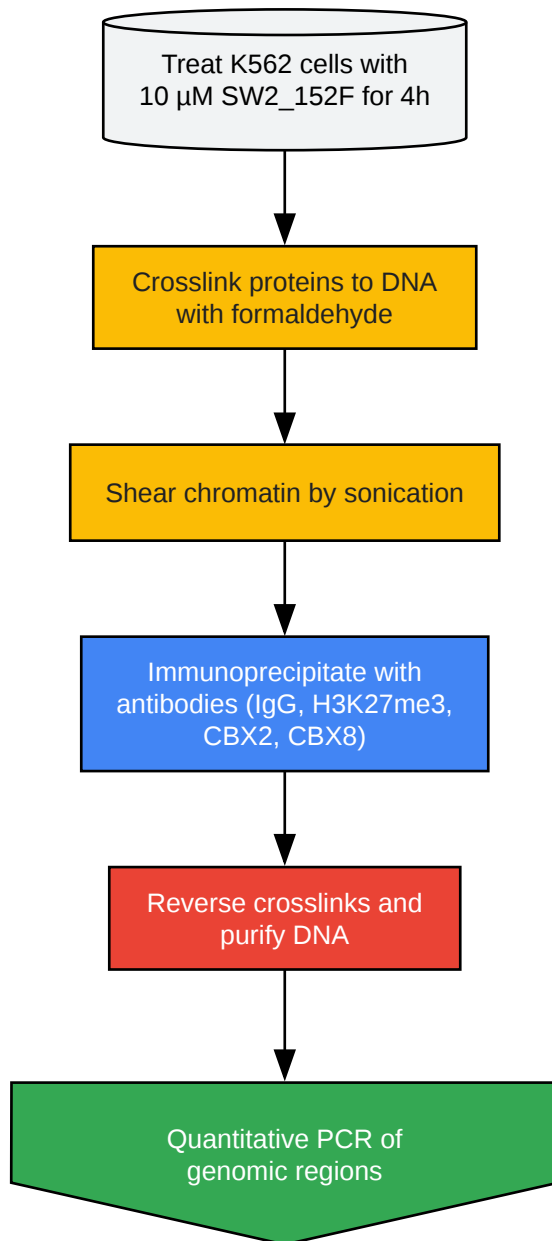 Treat K562 cells with
10 µM SW2_152F for 4h
Crosslink proteins to DNA
with formaldehyde
Shear chromatin by sonication
Immunoprecipitate with
antibodies (IgG, H3K27me3,
CBX2, CBX8)
Reverse crosslinks and
purify DNA
Quantitative PCR of
genomic regions